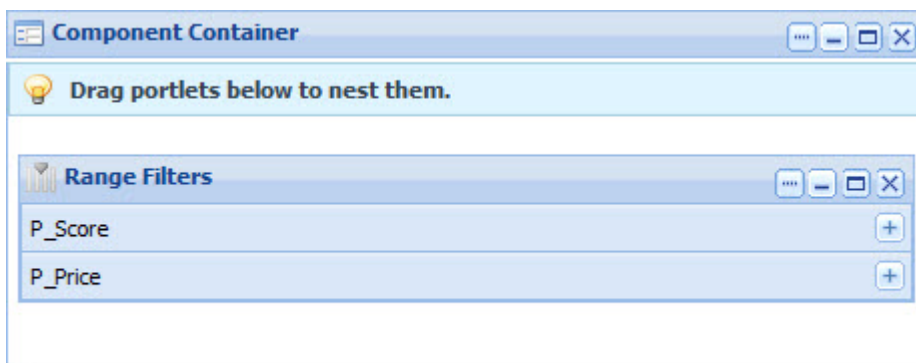 Component Container
Drag portlets below to nest them.
Range Filters
P_Score
P_Price